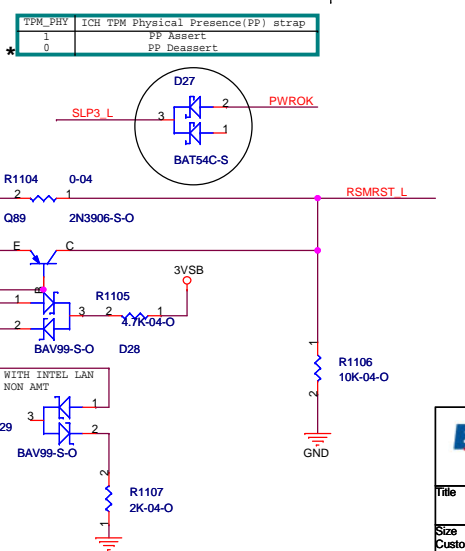 TPM_PHY ICH TPM Physical Presence(PP) strap
1 PP Assert
* 0 PP Deassert
D27
SLP3_L 3 2 PWROK
1
BAT54C-S
R1104 0-04
2 1 RSMRST_L
Q89 2N3906-S-O
E C
B 3VSB
1 R1105
3 2 1
2 4.7K-04-O
BAV99-S-O D28
1
R1106
10K-04-O
2
WITH INTEL LAN
NON AMT
1
29 3
2
BAV99-S-O
GND
2
R1107
2K-04-O
1
Title
Size
Custo